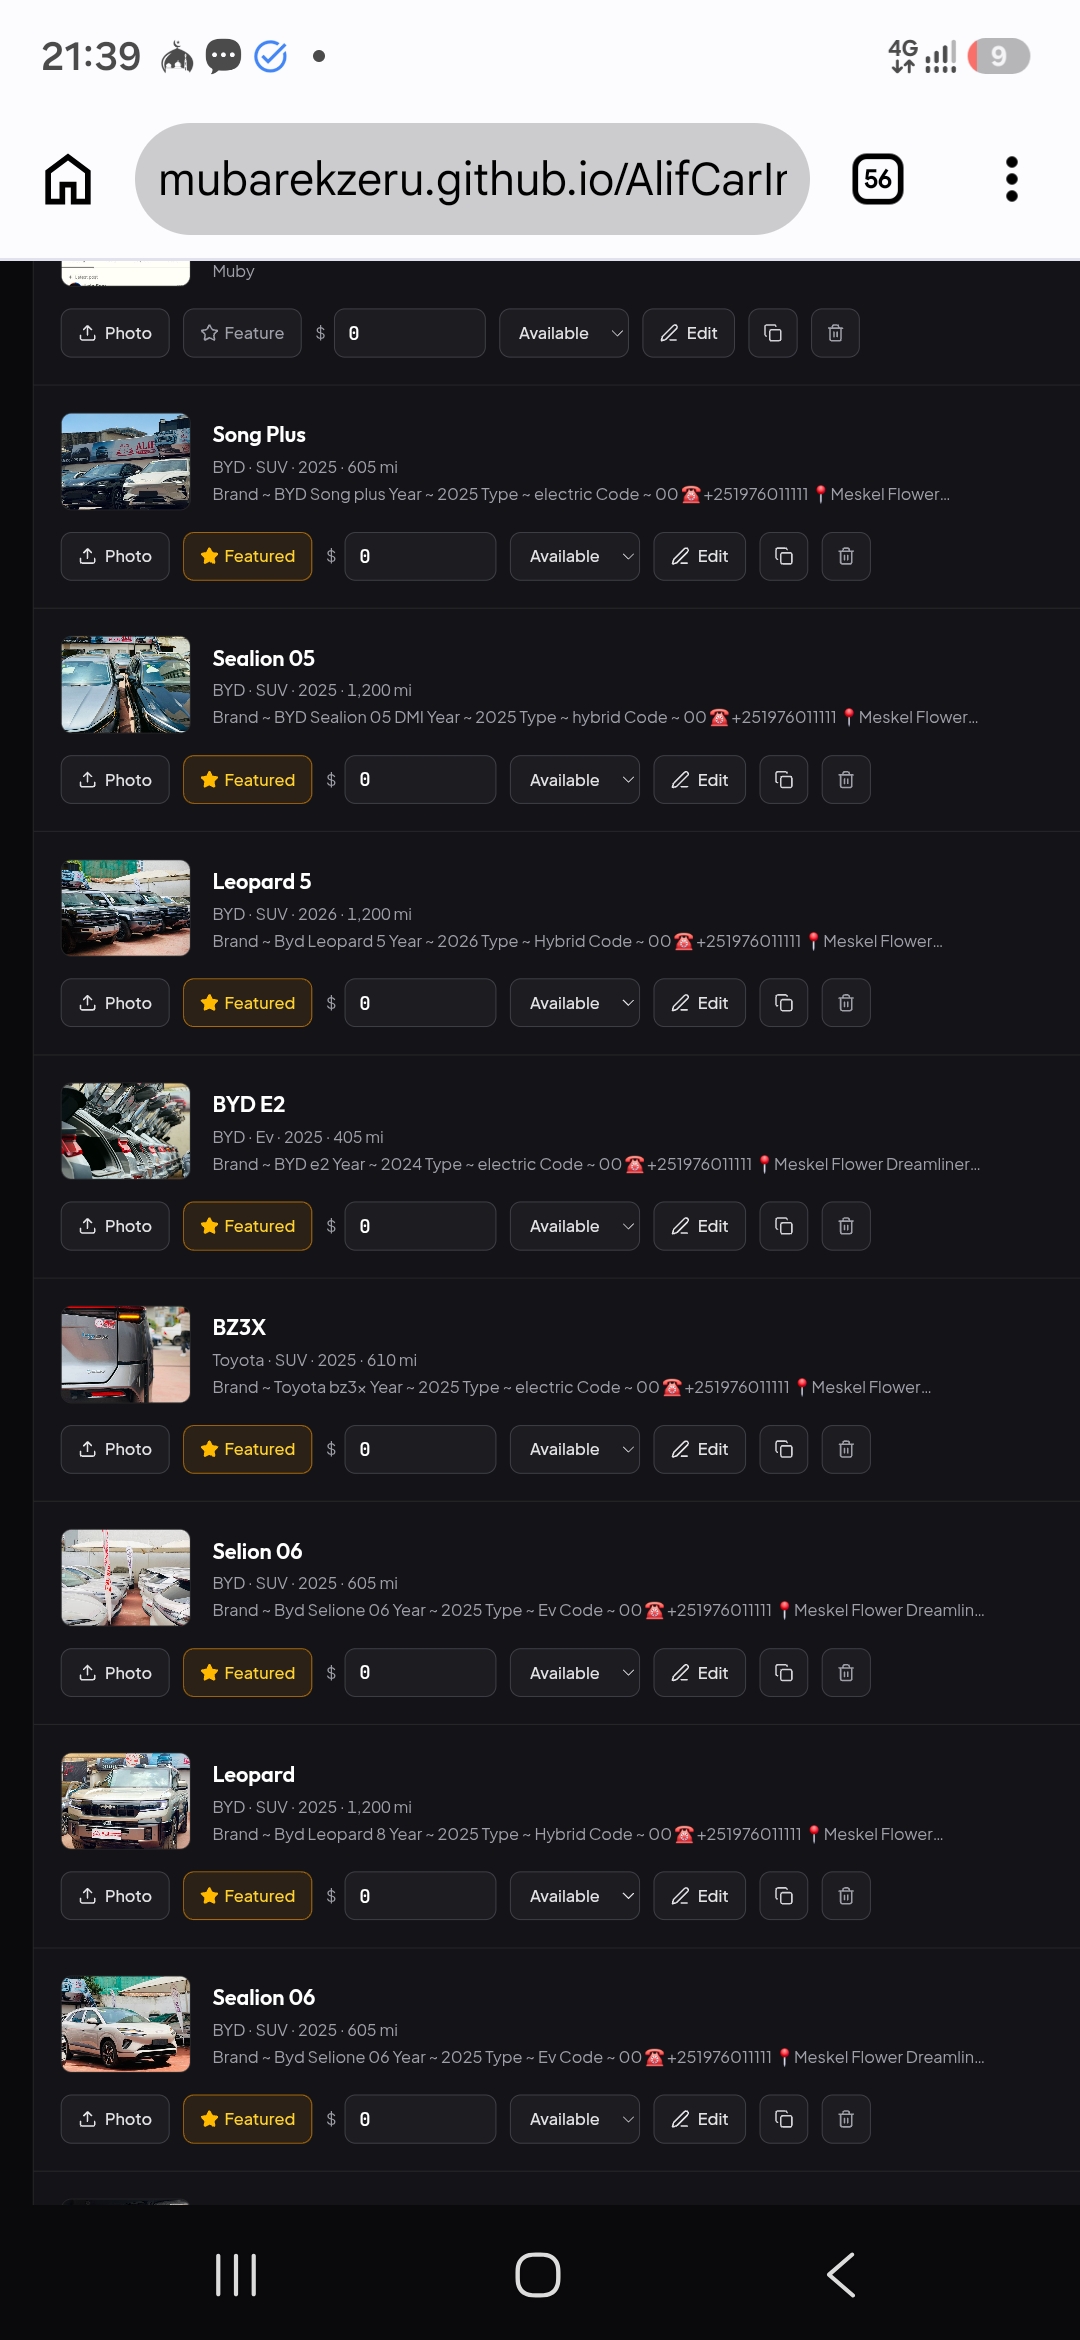 21:39
4G
9
mubarekzeru.github.io/AlifCarIr
56
Muby
Photo Feature $ 0 Available Edit
Song Plus
BYD · SUV · 2025 · 605 mi
Brand ~ BYD Song plus Year ~ 2025 Type ~ electric Code ~ 00 ☎️+251976011111 📍Meskel Flower…
Photo Featured $ 0 Available Edit
Sealion 05
BYD · SUV · 2025 · 1,200 mi
Brand ~ BYD Sealion 05 DMI Year ~ 2025 Type ~ hybrid Code ~ 00 ☎️+251976011111 📍Meskel Flower…
Photo Featured $ 0 Available Edit
Leopard 5
BYD · SUV · 2026 · 1,200 mi
Brand ~ Byd Leopard 5 Year ~ 2026 Type ~ Hybrid Code ~ 00 ☎️+251976011111 📍Meskel Flower…
Photo Featured $ 0 Available Edit
BYD E2
BYD · Ev · 2025 · 405 mi
Brand ~ BYD e2 Year ~ 2024 Type ~ electric Code ~ 00 ☎️+251976011111 📍Meskel Flower Dreamliner…
Photo Featured $ 0 Available Edit
BZ3X
Toyota · SUV · 2025 · 610 mi
Brand ~ Toyota bz3x Year ~ 2025 Type ~ electric Code ~ 00 ☎️+251976011111 📍Meskel Flower…
Photo Featured $ 0 Available Edit
Selion 06
BYD · SUV · 2025 · 605 mi
Brand ~ Byd Selione 06 Year ~ 2025 Type ~ Ev Code ~ 00 ☎️+251976011111 📍Meskel Flower Dreamlin…
Photo Featured $ 0 Available Edit
Leopard
BYD · SUV · 2025 · 1,200 mi
Brand ~ Byd Leopard 8 Year ~ 2025 Type ~ Hybrid Code ~ 00 ☎️+251976011111 📍Meskel Flower…
Photo Featured $ 0 Available Edit
Sealion 06
BYD · SUV · 2025 · 605 mi
Brand ~ Byd Selione 06 Year ~ 2025 Type ~ Ev Code ~ 00 ☎️+251976011111 📍Meskel Flower Dreamlin…
Photo Featured $ 0 Available Edit